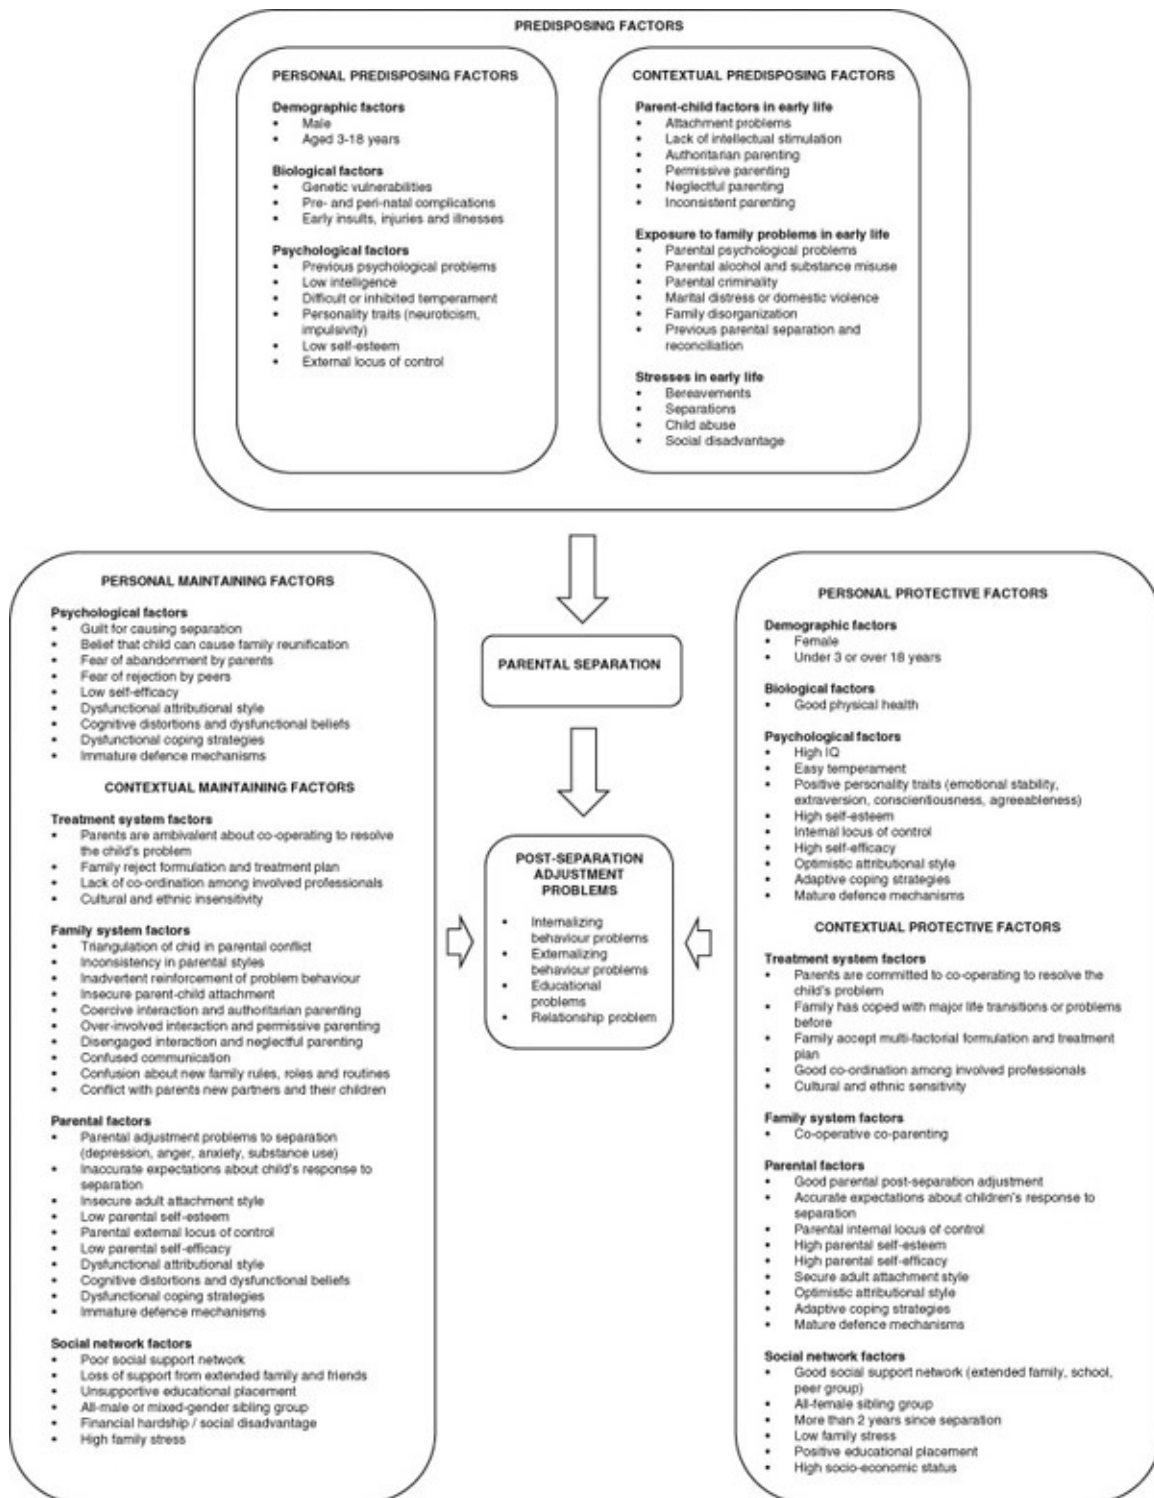 PREDISPOSING FACTORS
PERSONAL PREDISPOSING FACTORS
Demographic factors
• Male
• Aged 3-18 years
Biological factors
• Genetic vulnerabilities
• Pre- and peri-natal complications
• Early insults, injuries and illnesses
Psychological factors
• Previous psychological problems
• Low intelligence
• Difficult or inhibited temperament
• Personality traits (neuroticism,
impulsivity)
• Low self-esteem
• External locus of control
CONTEXTUAL PREDISPOSING FACTORS
Parent-child factors in early life
• Attachment problems
• Lack of intellectual stimulation
• Authoritarian parenting
• Permissive parenting
• Neglectful parenting
• Inconsistent parenting
Exposure to family problems in early life
• Parental psychological problems
• Parental alcohol and substance misuse
• Parental criminality
• Marital distress or domestic violence
• Family disorganization
• Previous parental separation and
reconciliation
Stresses in early life
• Bereavements
• Separations
• Child abuse
• Social disadvantage
PERSONAL MAINTAINING FACTORS
Psychological factors
• Guilt for causing separation
• Belief that child can cause family reunification
• Fear of abandonment by parents
• Fear of rejection by peers
• Low self-efficacy
• Dysfunctional attributional style
• Cognitive distortions and dysfunctional beliefs
• Dysfunctional coping strategies
• Immature defence mechanisms
CONTEXTUAL MAINTAINING FACTORS
Treatment system factors
• Parents are ambivalent about co-operating to resolve
the child's problem
• Family reject formulation and treatment plan
• Lack of co-ordination among involved professionals
• Cultural and ethnic insensitivity
Family system factors
• Triangulation of chid in parental conflict
• Inconsistency in parental styles
• Inadvertent reinforcement of problem behaviour
• Insecure parent-child attachment
• Coercive interaction and authoritarian parenting
• Over-involved interaction and permissive parenting
• Disengaged interaction and neglectful parenting
• Confused communication
• Confusion about new family rules, roles and routines
• Conflict with parents new partners and their children
Parental factors
• Parental adjustment problems to separation
(depression, anger, anxiety, substance use)
• Inaccurate expectations about child's response to
separation
• Insecure adult attachment style
• Low parental self-esteem
• Parental external locus of control
• Low parental self-efficacy
• Dysfunctional attributional style
• Cognitive distortions and dysfunctional beliefs
• Dysfunctional coping strategies
• Immature defence mechanisms
Social network factors
• Poor social support network
• Loss of support from extended family and friends
• Unsupportive educational placement
• All-male or mixed-gender sibling group
• Financial hardship / social disadvantage
• High family stress
PARENTAL SEPARATION
POST-SEPARATION
ADJUSTMENT
PROBLEMS
• Internalizing
behaviour problems
• Externalizing
behaviour problems
• Educational
problems
• Relationship problem
PERSONAL PROTECTIVE FACTORS
Demographic factors
• Female
• Under 3 or over 18 years
Biological factors
• Good physical health
Psychological factors
• High IQ
• Easy temperament
• Positive personality traits (emotional stability,
extraversion, conscientiousness, agreeableness)
• High self-esteem
• Internal locus of control
• High self-efficacy
• Optimistic attributional style
• Adaptive coping strategies
• Mature defence mechanisms
CONTEXTUAL PROTECTIVE FACTORS
Treatment system factors
• Parents are committed to co-operating to resolve the
child's problem
• Family has coped with major life transitions or problems
before
• Family accept multi-factorial formulation and treatment
plan
• Good co-ordination among involved professionals
• Cultural and ethnic sensitivity
Family system factors
• Co-operative co-parenting
Parental factors
• Good parental post-separation adjustment
• Accurate expectations about children's response to
separation
• Parental internal locus of control
• High parental self-esteem
• High parental self-efficacy
• Secure adult attachment style
• Optimistic attributional style
• Adaptive coping strategies
• Mature defence mechanisms
Social network factors
• Good social support network (extended family, school,
peer group)
• All-female sibling group
• More than 2 years since separation
• Low family stress
• Positive educational placement
• High socio-economic status